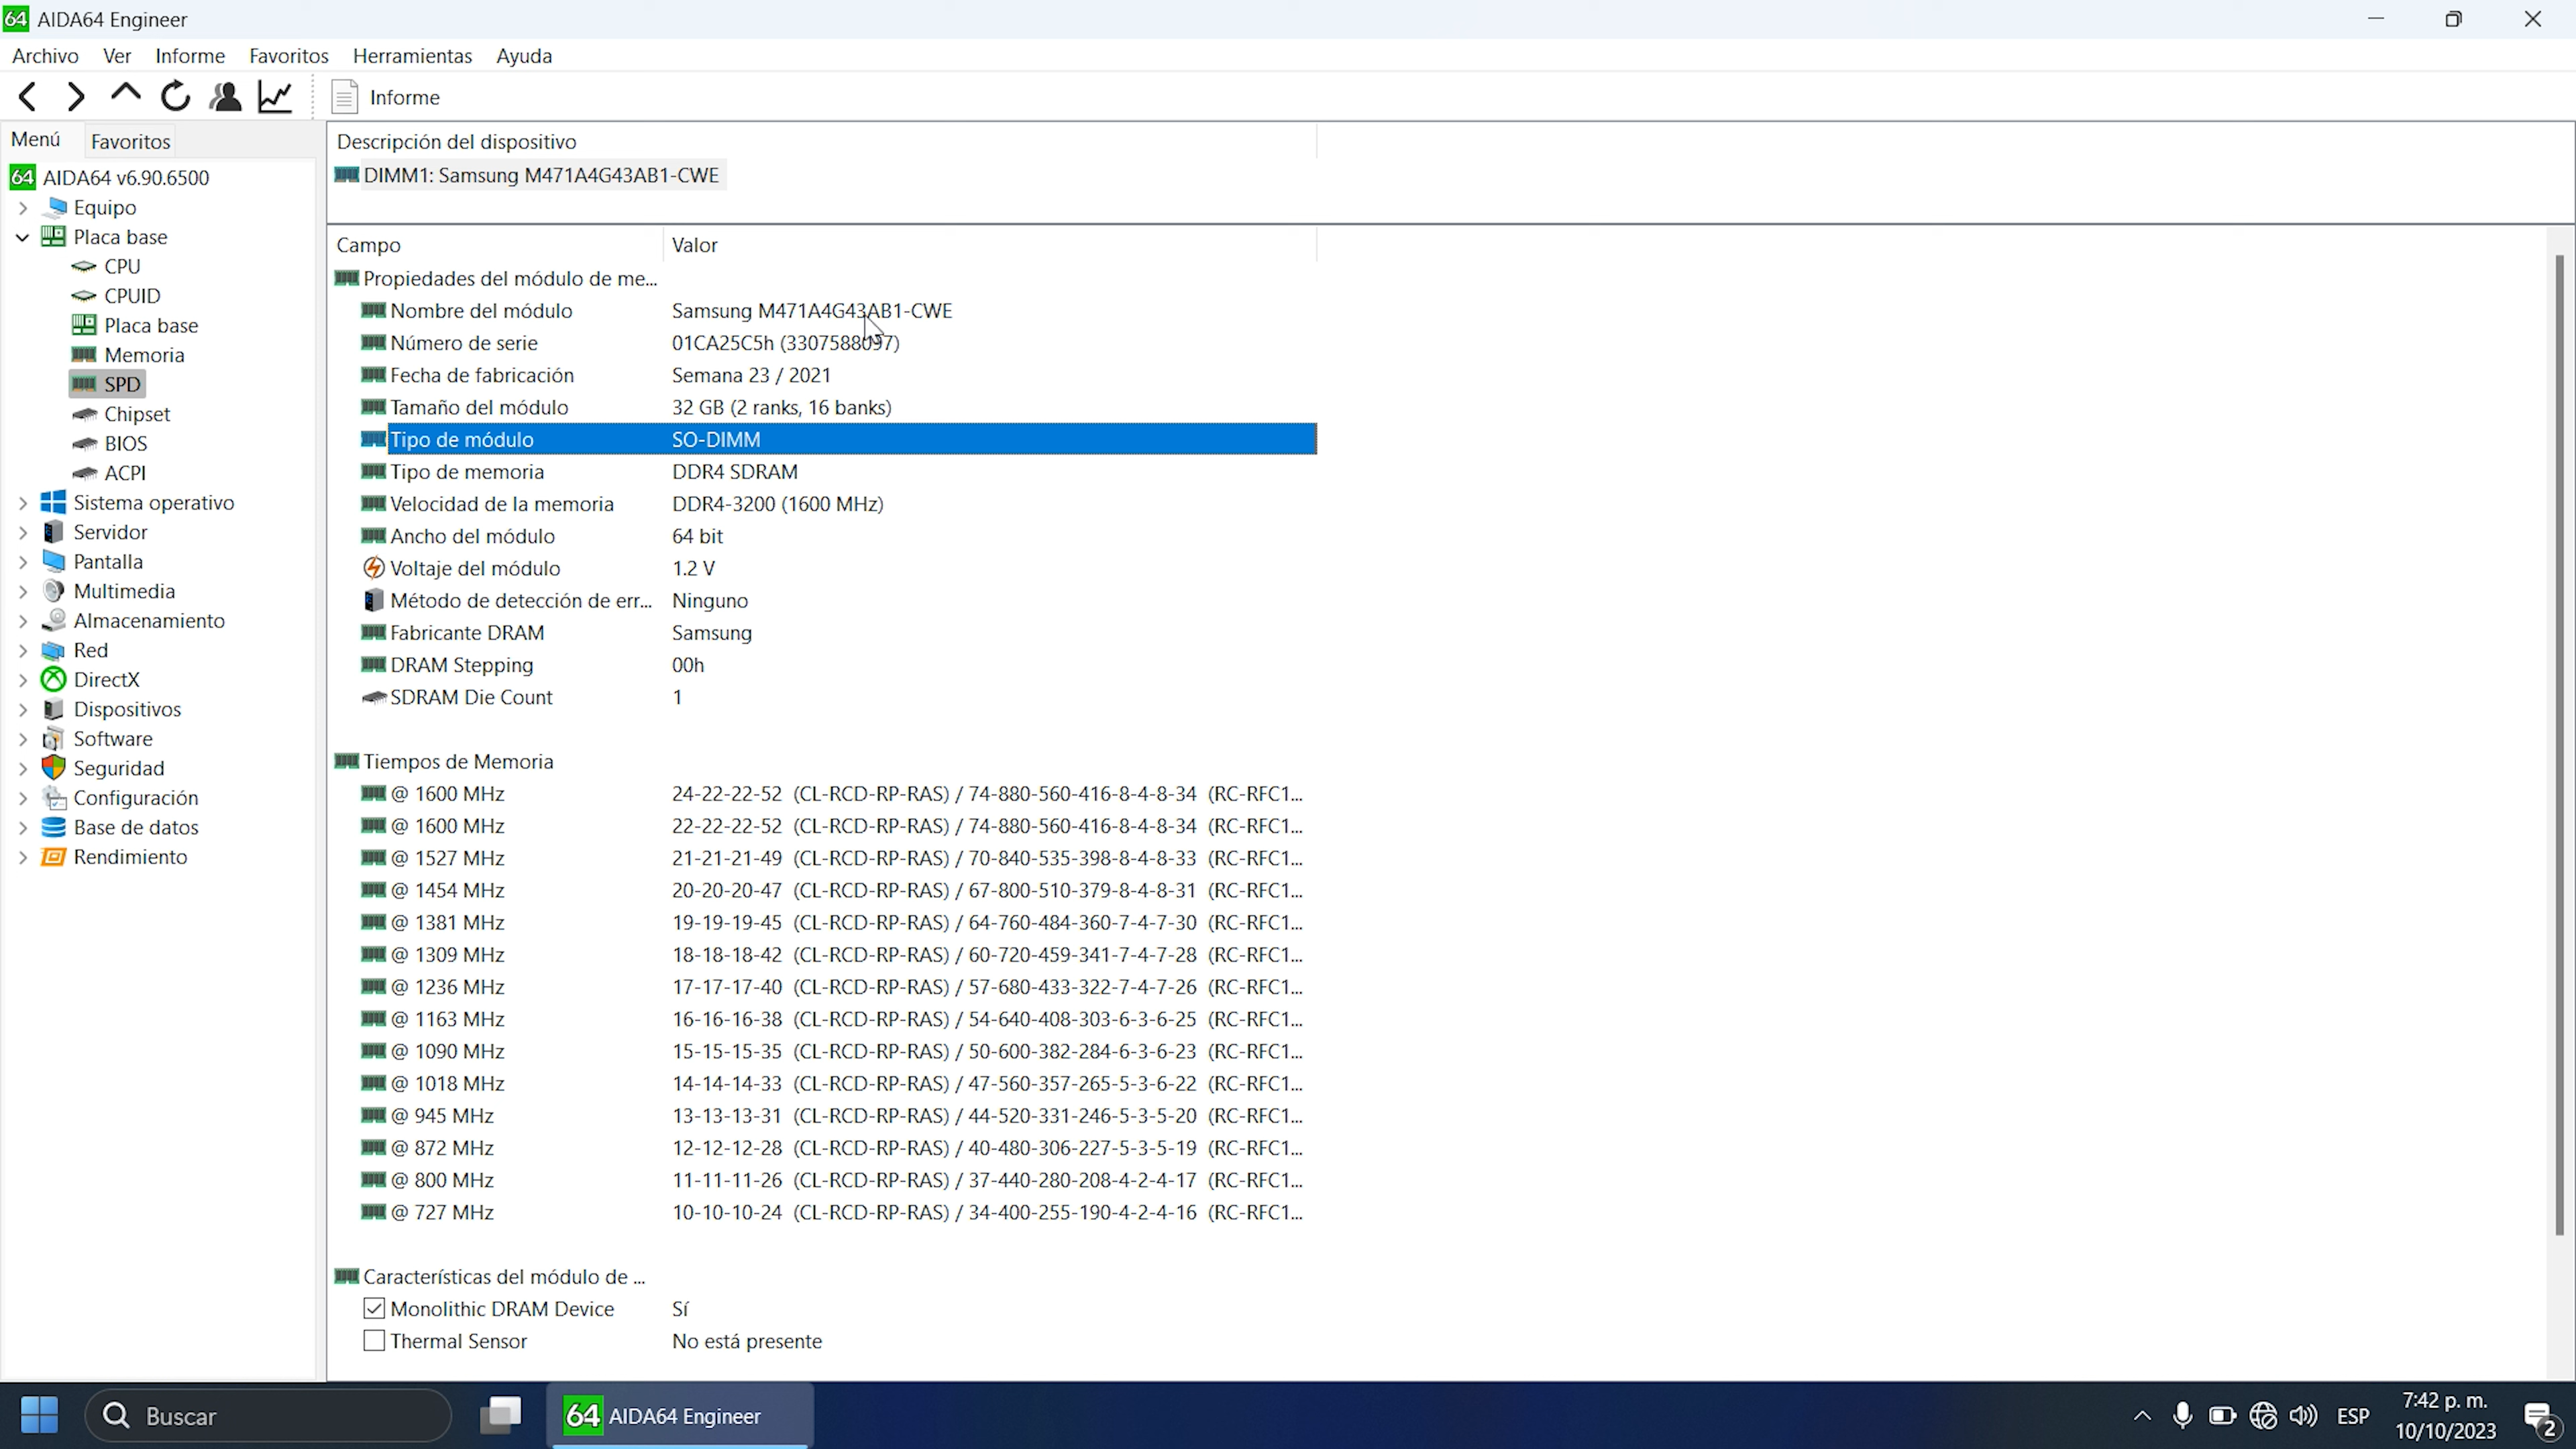 AIDA64 Engineer
Archivo Ver Informe Favoritos Herramientas Ayuda
Informe
Menú Favoritos
AIDA64 v6.90.6500
Equipo
Placa base
CPU
CPUID
Placa base
Memoria
SPD
Chipset
BIOS
ACPI
Sistema operativo
Servidor
Pantalla
Multimedia
Almacenamiento
Red
DirectX
Dispositivos
Software
Seguridad
Configuración
Base de datos
Rendimiento
Descripción del dispositivo
DIMM1: Samsung M471A4G43AB1-CWE
Campo Valor
Propiedades del módulo de me...
Nombre del módulo Samsung M471A4G43AB1-CWE
Número de serie 01CA25C5h (3307588097)
Fecha de fabricación Semana 23 / 2021
Tamaño del módulo 32 GB (2 ranks, 16 banks)
Tipo de módulo SO-DIMM
Tipo de memoria DDR4 SDRAM
Velocidad de la memoria DDR4-3200 (1600 MHz)
Ancho del módulo 64 bit
Voltaje del módulo 1.2 V
Método de detección de err... Ninguno
Fabricante DRAM Samsung
DRAM Stepping 00h
SDRAM Die Count 1
Tiempos de Memoria
@ 1600 MHz 24-22-22-52 (CL-RCD-RP-RAS) / 74-880-560-416-8-4-8-34 (RC-RFC1...
@ 1600 MHz 22-22-22-52 (CL-RCD-RP-RAS) / 74-880-560-416-8-4-8-34 (RC-RFC1...
@ 1527 MHz 21-21-21-49 (CL-RCD-RP-RAS) / 70-840-535-398-8-4-8-33 (RC-RFC1...
@ 1454 MHz 20-20-20-47 (CL-RCD-RP-RAS) / 67-800-510-379-8-4-8-31 (RC-RFC1...
@ 1381 MHz 19-19-19-45 (CL-RCD-RP-RAS) / 64-760-484-360-7-4-7-30 (RC-RFC1...
@ 1309 MHz 18-18-18-42 (CL-RCD-RP-RAS) / 60-720-459-341-7-4-7-28 (RC-RFC1...
@ 1236 MHz 17-17-17-40 (CL-RCD-RP-RAS) / 57-680-433-322-7-4-7-26 (RC-RFC1...
@ 1163 MHz 16-16-16-38 (CL-RCD-RP-RAS) / 54-640-408-303-6-3-6-25 (RC-RFC1...
@ 1090 MHz 15-15-15-35 (CL-RCD-RP-RAS) / 50-600-382-284-6-3-6-23 (RC-RFC1...
@ 1018 MHz 14-14-14-33 (CL-RCD-RP-RAS) / 47-560-357-265-5-3-6-22 (RC-RFC1...
@ 945 MHz 13-13-13-31 (CL-RCD-RP-RAS) / 44-520-331-246-5-3-5-20 (RC-RFC1...
@ 872 MHz 12-12-12-28 (CL-RCD-RP-RAS) / 40-480-306-227-5-3-5-19 (RC-RFC1...
@ 800 MHz 11-11-11-26 (CL-RCD-RP-RAS) / 37-440-280-208-4-2-4-17 (RC-RFC1...
@ 727 MHz 10-10-10-24 (CL-RCD-RP-RAS) / 34-400-255-190-4-2-4-16 (RC-RFC1...
Características del módulo de ...
Monolithic DRAM Device Sí
Thermal Sensor No está presente
Buscar
64 AIDA64 Engineer
ESP
7:42 p. m.
10/10/2023
2